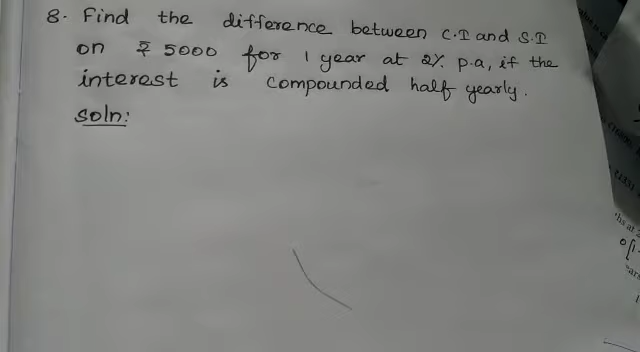 8. Find the difference between C.I and S.I
on ₹ 5000 for 1 year at 2% p.a, if the
interest is compounded half yearly.
Soln: